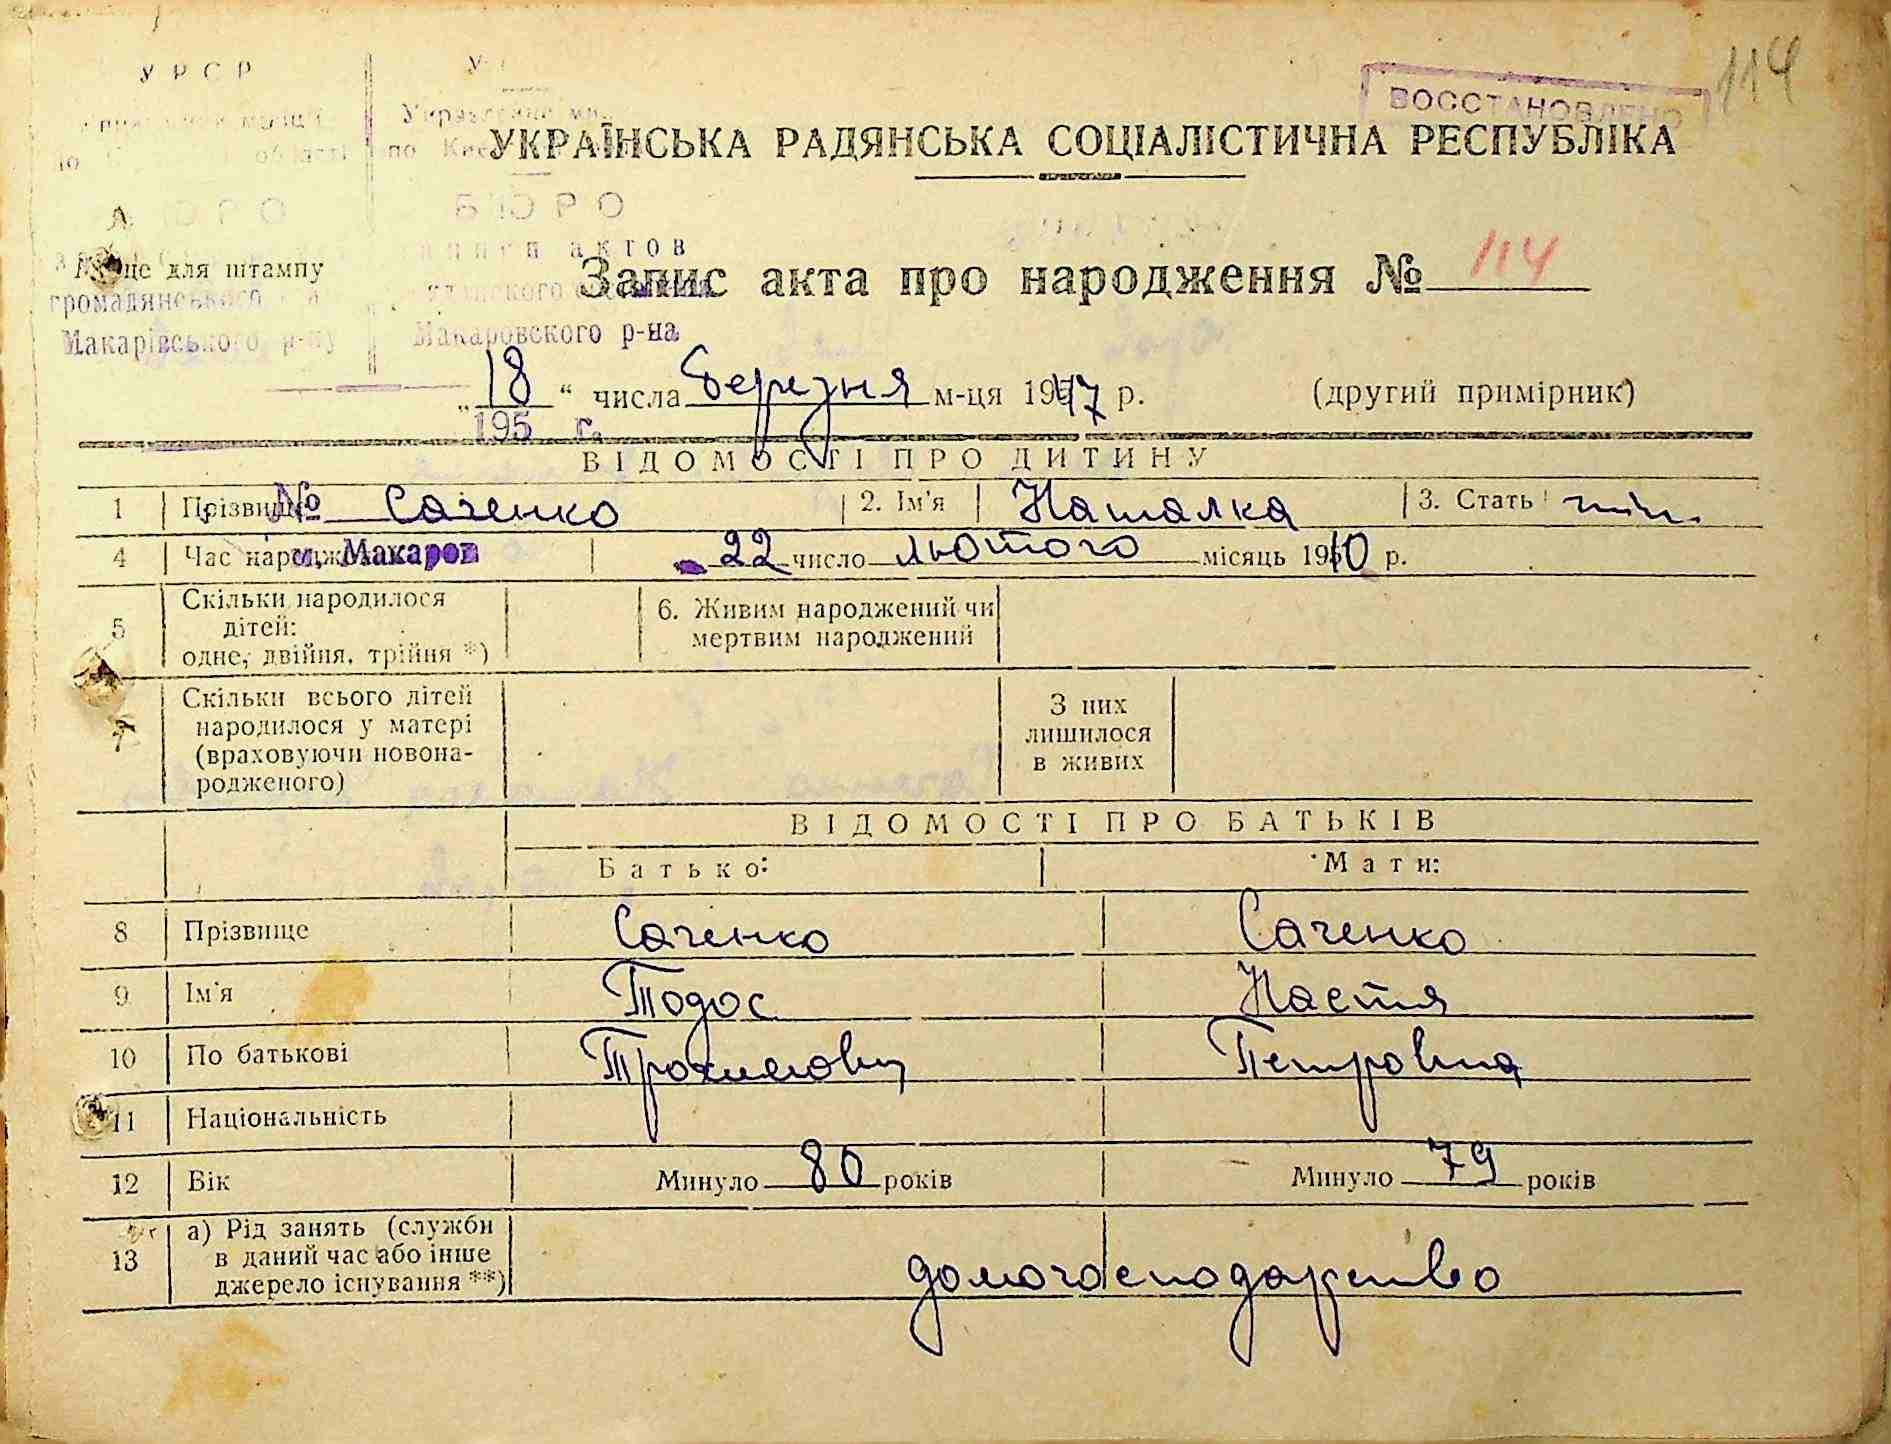 УРСР
114
ВОССТАНОВЛЕНО
УКРАЇНСЬКА РАДЯНСЬКА СОЦІАЛІСТИЧНА РЕСПУБЛІКА
БЮРО
актов
Місце для штампу
громадянського
Макарівського р-ну
Макаровского р-на
Запис акта про народження № 114
„18“ числа березня м-ця 1947 р. (другий примірник)
195 г.
ВІДОМОСТІ ПРО ДИТИНУ
1 Прізвище № Саченко 2. Ім'я Наталка 3. Стать жін.
4 Час народж м. Макаров 22 число лютого місяць 1910 р.
5 Скільки народилося
дітей:
одне, двійня, трійня *)
6. Живим народжений чи
мертвим народжений
7 Скільки всього дітей
народилося у матері
(враховуючи новона-
родженого)
З них
лишилося
в живих
ВІДОМОСТІ ПРО БАТЬКІВ
Батько: Мати:
8 Прізвище Саченко Саченко
9 Ім'я Тодос Настя
10 По батькові Трохимович Петровна
11 Національність
12 Вік Минуло 80 років Минуло 79 років
13 а) Рід занять (служби
в даний час або інше
джерело існування **)
домогосподарство